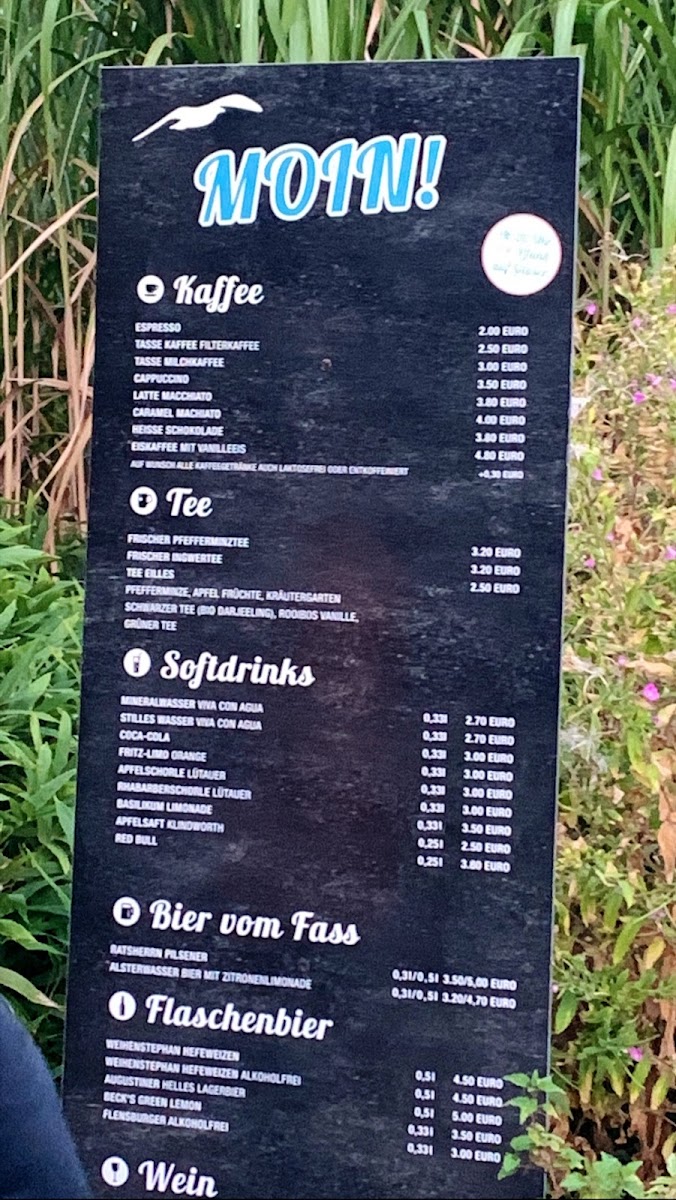 MOIN!
Kaffee
ESPRESSO 2.00 EURO
TASSE KAFFEE FILTERKAFFEE 2.50 EURO
TASSE MILCHKAFFEE 3.00 EURO
CAPPUCCINO 3.50 EURO
LATTE MACCHIATO 3.80 EURO
CARAMEL MACHIATO 4.00 EURO
HEISSE SCHOKOLADE 3.80 EURO
EISKAFFEE MIT VANILLEEIS 4.80 EURO
AUF WUNSCH ALLE KAFFEEGETRÄNKE AUCH LAKTOSEFREI ODER ENTKOFFEINIERT +0,30 EURO
Tee
FRISCHER PFEFFERMINZTEE 3.20 EURO
FRISCHER INGWERTEE 3.20 EURO
TEE EILLES 2.50 EURO
PFEFFERMINZE, APFEL FRÜCHTE, KRÄUTERGARTEN
SCHWARZER TEE (BIO DARJEELING), ROOIBOS VANILLE,
GRÜNER TEE
Softdrinks
MINERALWASSER VIVA CON AGUA 0,33l 2.70 EURO
STILLES WASSER VIVA CON AGUA 0,33l 2.70 EURO
COCA-COLA 0,33l 3.00 EURO
FRITZ-LIMO ORANGE 0,33l 3.00 EURO
APFELSCHORLE LÜTAUER 0,33l 3.00 EURO
RHABARBERSCHORLE LÜTAUER 0,33l 3.00 EURO
BASILIKUM LIMONADE 0,33l 3.50 EURO
APFELSAFT KLINDWORTH 0,25l 2.50 EURO
RED BULL 0,25l 3.80 EURO
Bier vom Fass
RATSHERRN PILSENER 0,3l/0,5l 3.50/5,00 EURO
ALSTERWASSER BIER MIT ZITRONENLIMONADE 0,3l/0,5l 3.20/4,70 EURO
Flaschenbier
WEIHENSTEPHAN HEFEWEIZEN 0,5l 4.50 EURO
WEIHENSTEPHAN HEFEWEIZEN ALKOHOLFREI 0,5l 4.50 EURO
AUGUSTINER HELLES LAGERBIER 0,5l 5.00 EURO
BECK'S GREEN LEMON 0,33l 3.50 EURO
FLENSBURGER ALKOHOLFREI 0,33l 3.00 EURO
Wein